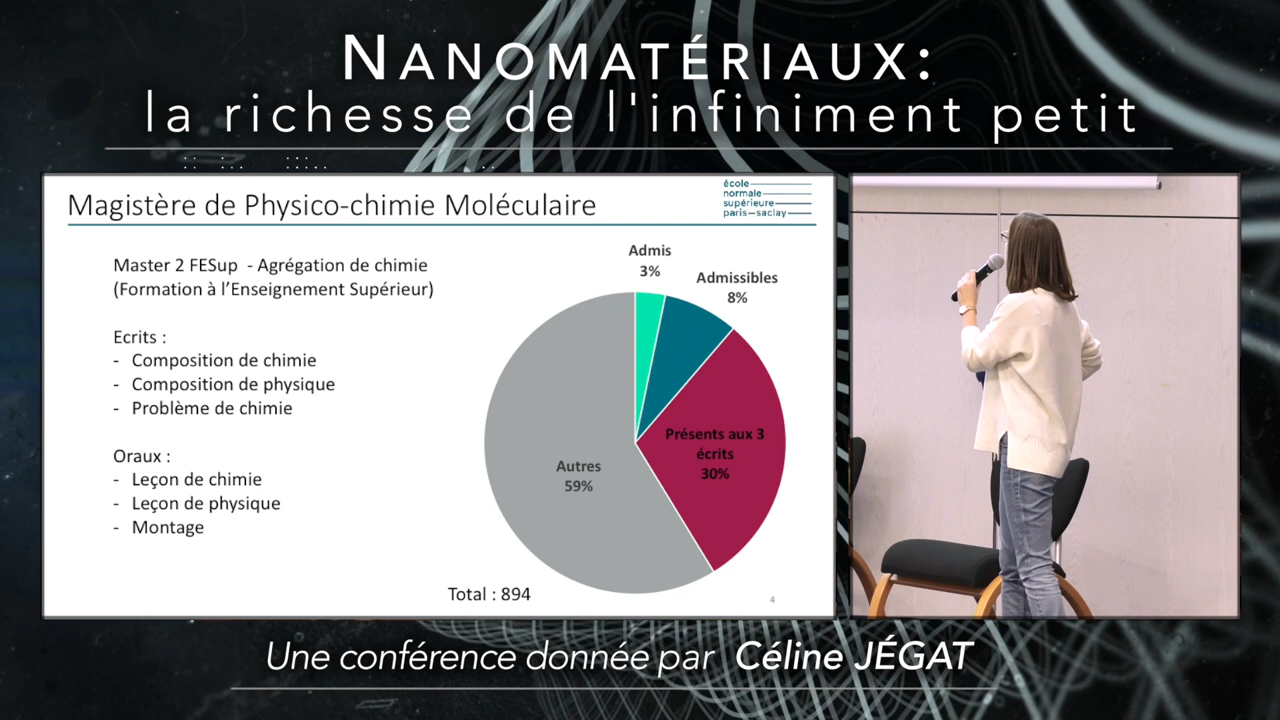 NANOMATÉRIAUX:
la richesse de l'infiniment petit
Magistère de Physico-chimie Moléculaire
école
normale
supérieure
paris–saclay
Master 2 FESup - Agrégation de chimie
(Formation à l'Enseignement Supérieur)
Ecrits :
- Composition de chimie
- Composition de physique
- Problème de chimie
Oraux :
- Leçon de chimie
- Leçon de physique
- Montage
Admis
3%
Admissibles
8%
Présents aux 3
écrits
30%
Autres
59%
Total : 894
4
Une conférence donnée par Céline JÉGAT